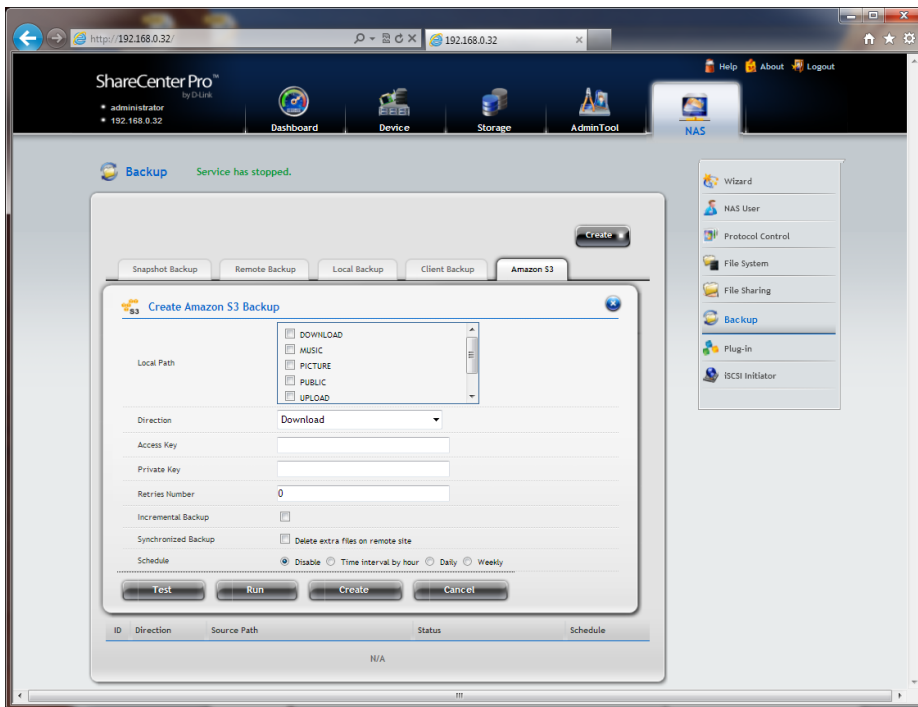 http://192.168.0.32/
192.168.0.32
Help About Logout
ShareCenter Pro™
by D-Link
administrator
192.168.0.32
Dashboard Device Storage AdminTool NAS
Backup Service has stopped.
Create
Snapshot Backup Remote Backup Local Backup Client Backup Amazon S3
S3 Create Amazon S3 Backup
Local Path
DOWNLOAD
MUSIC
PICTURE
PUBLIC
UPLOAD
Direction Download
Access Key
Private Key
Retries Number 0
Incremental Backup
Synchronized Backup Delete extra files on remote site
Schedule Disable Time interval by hour Daily Weekly
Test Run Create Cancel
ID Direction Source Path Status Schedule
N/A
Wizard
NAS User
Protocol Control
File System
File Sharing
Backup
Plug-in
iSCSI Initiator